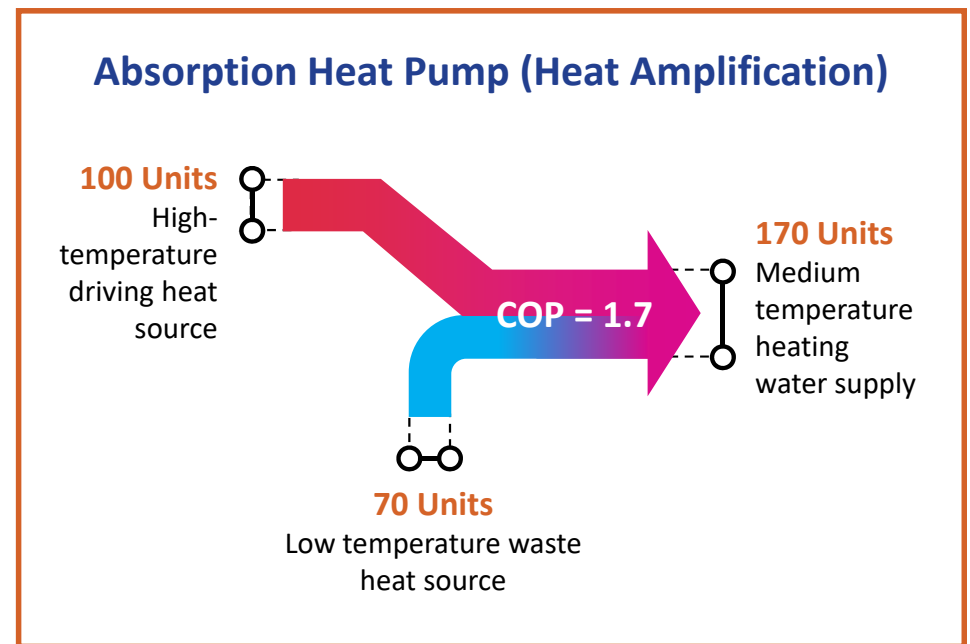 Absorption Heat Pump (Heat Amplification)
100 Units
High-
temperature
driving heat
source
170 Units
Medium
temperature
heating
water supply
COP = 1.7
70 Units
Low temperature waste
heat source